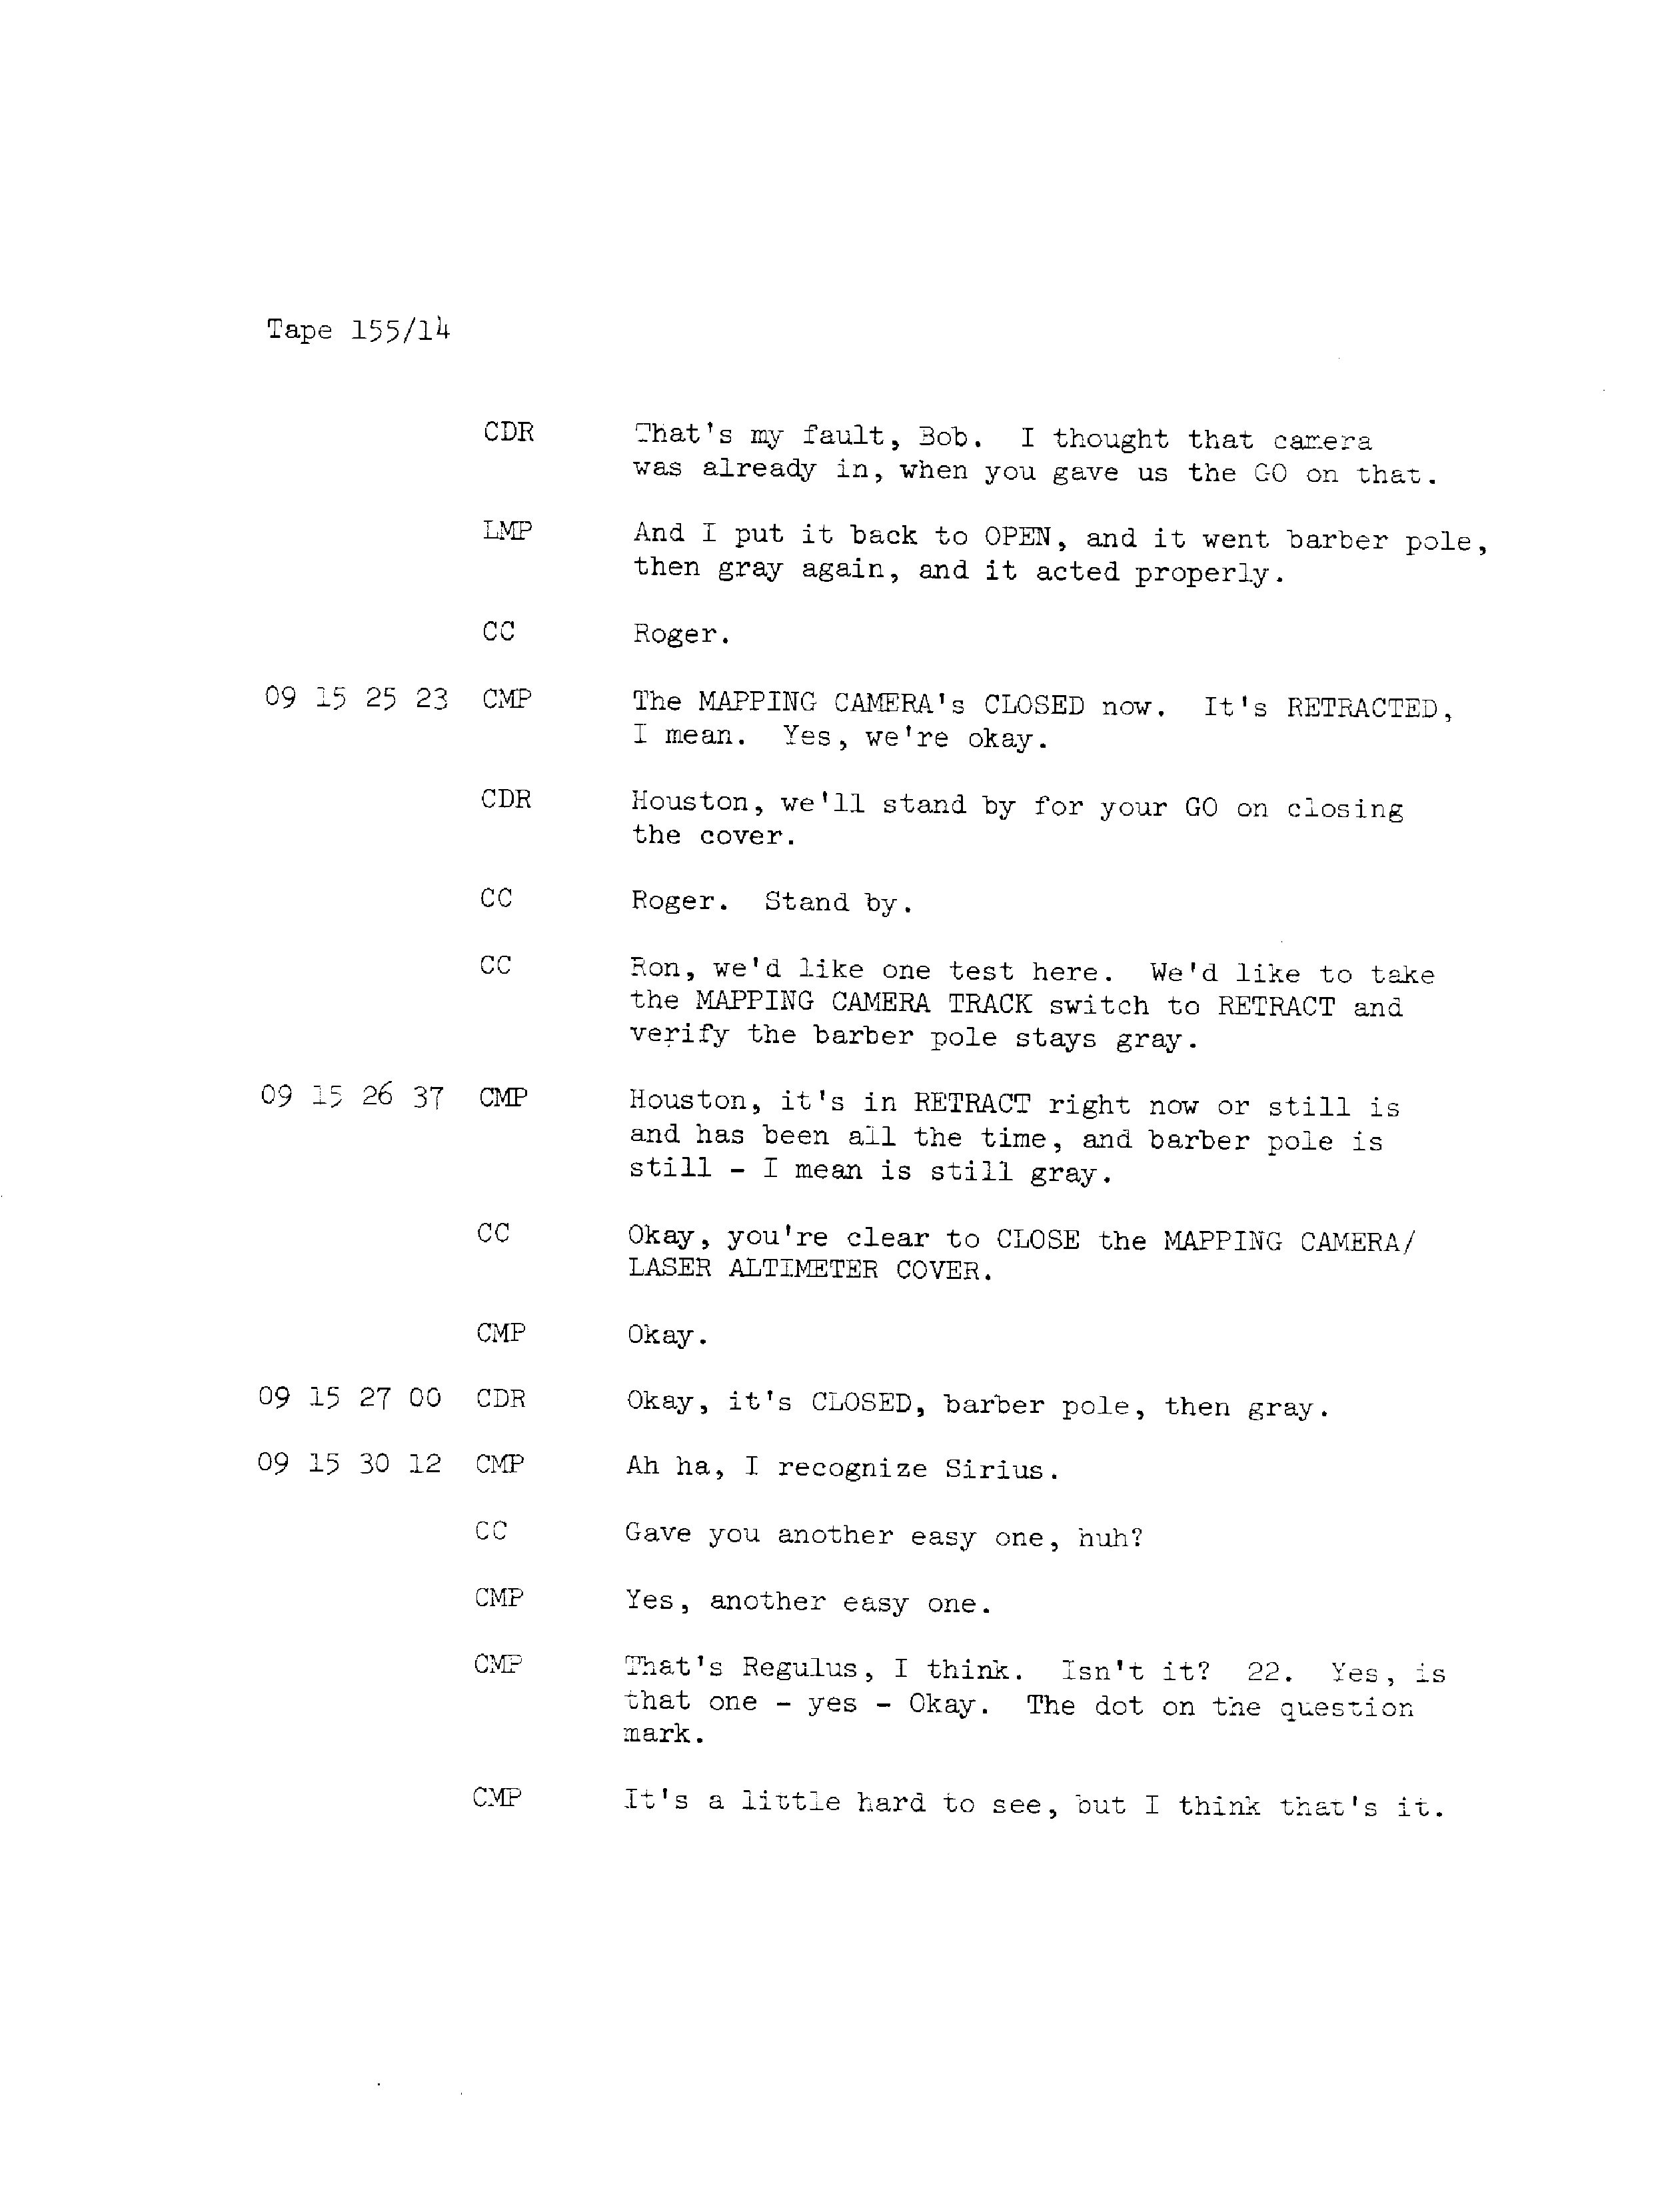 Tape 155/14
CDR That's my fault, Bob. I thought that camera
was already in, when you gave us the GO on that.
LMP And I put it back to OPEN, and it went barber pole,
then gray again, and it acted properly.
CC Roger.
09 15 25 23 CMP The MAPPING CAMERA's CLOSED now. It's RETRACTED,
I mean. Yes, we're okay.
CDR Houston, we'll stand by for your GO on closing
the cover.
CC Roger. Stand by.
CC Ron, we'd like one test here. We'd like to take
the MAPPING CAMERA TRACK switch to RETRACT and
verify the barber pole stays gray.
09 15 26 37 CMP Houston, it's in RETRACT right now or still is
and has been all the time, and barber pole is
still - I mean is still gray.
CC Okay, you're clear to CLOSE the MAPPING CAMERA/
LASER ALTIMETER COVER.
CMP Okay.
09 15 27 00 CDR Okay, it's CLOSED, barber pole, then gray.
09 15 30 12 CMP Ah ha, I recognize Sirius.
CC Gave you another easy one, huh?
CMP Yes, another easy one.
CMP That's Regulus, I think. Isn't it? 22. Yes, is
that one - yes - Okay. The dot on the question
mark.
CMP It's a little hard to see, but I think that's it.